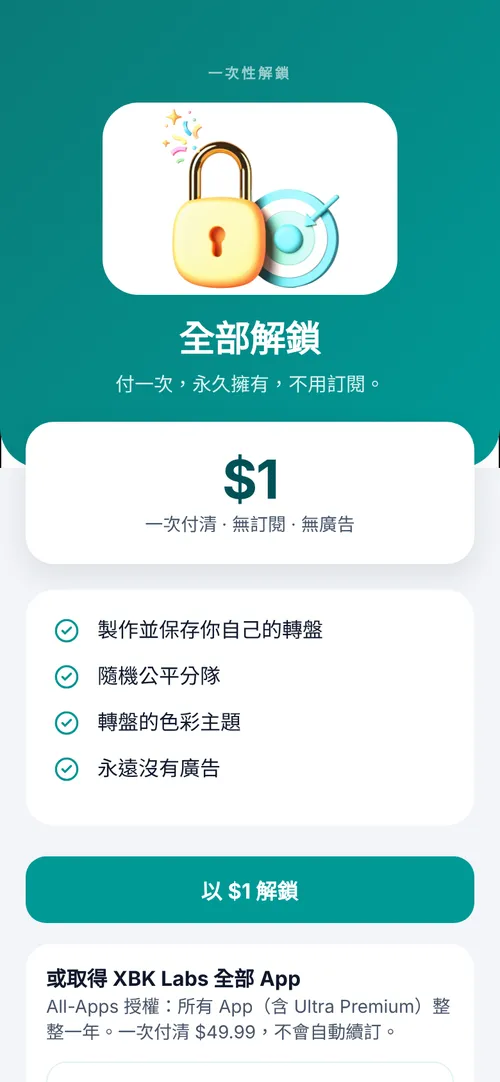 一次性解鎖
全部解鎖
付一次，永久擁有，不用訂閱。
$1
一次付清 · 無訂閱 · 無廣告
製作並保存你自己的轉盤
隨機公平分隊
轉盤的色彩主題
永遠沒有廣告
以 $1 解鎖
或取得 XBK Labs 全部 App
All-Apps 授權：所有 App（含 Ultra Premium）整
整一年。一次付清 $49.99，不會自動續訂。